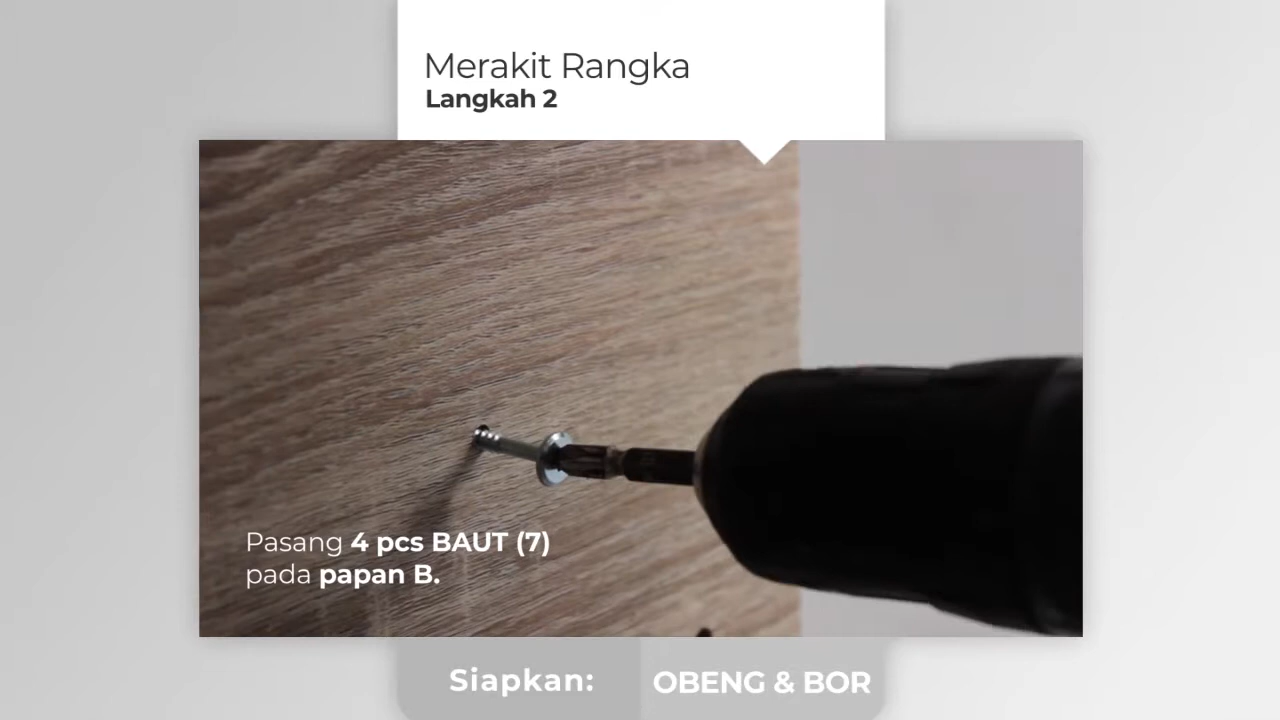 Merakit Rangka
Langkah 2
Pasang 4 pcs BAUT (7)
pada papan B.
Siapkan: OBENG & BOR